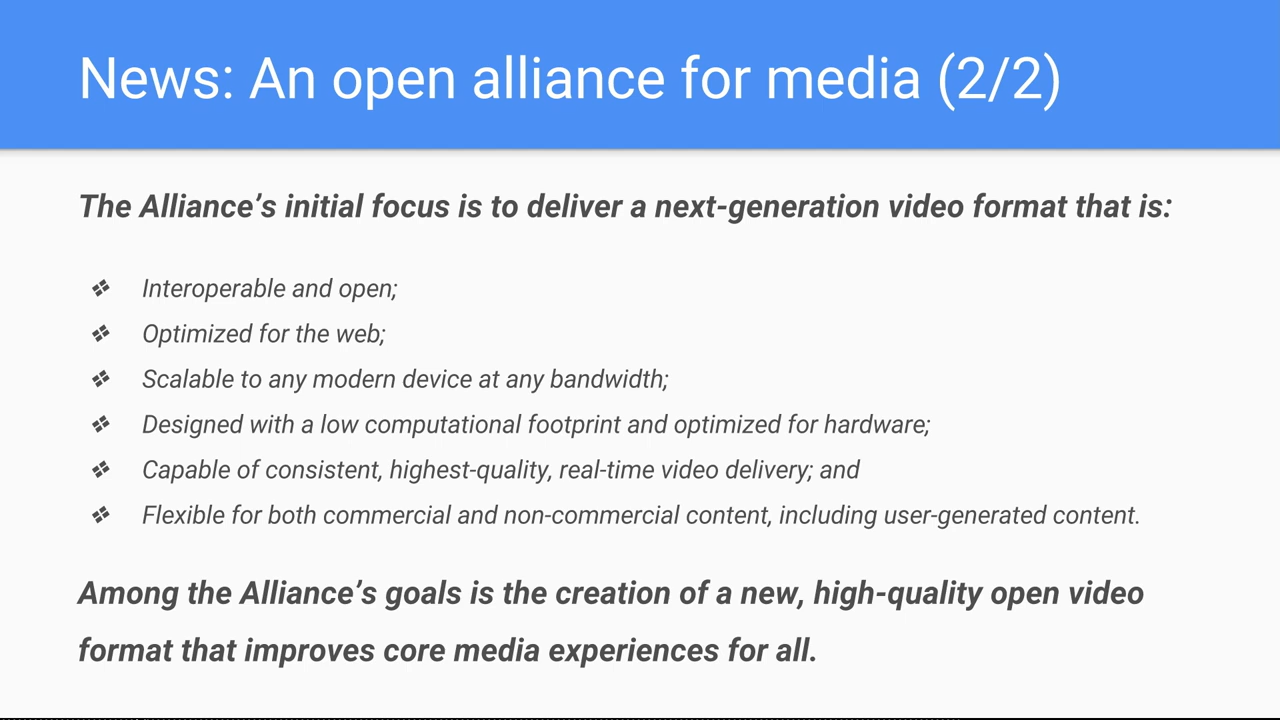 News: An open alliance for media (2/2)
The Alliance’s initial focus is to deliver a next-generation video format that is:
❖ Interoperable and open;
❖ Optimized for the web;
❖ Scalable to any modern device at any bandwidth;
❖ Designed with a low computational footprint and optimized for hardware;
❖ Capable of consistent, highest-quality, real-time video delivery; and
❖ Flexible for both commercial and non-commercial content, including user-generated content.
Among the Alliance’s goals is the creation of a new, high-quality open video
format that improves core media experiences for all.